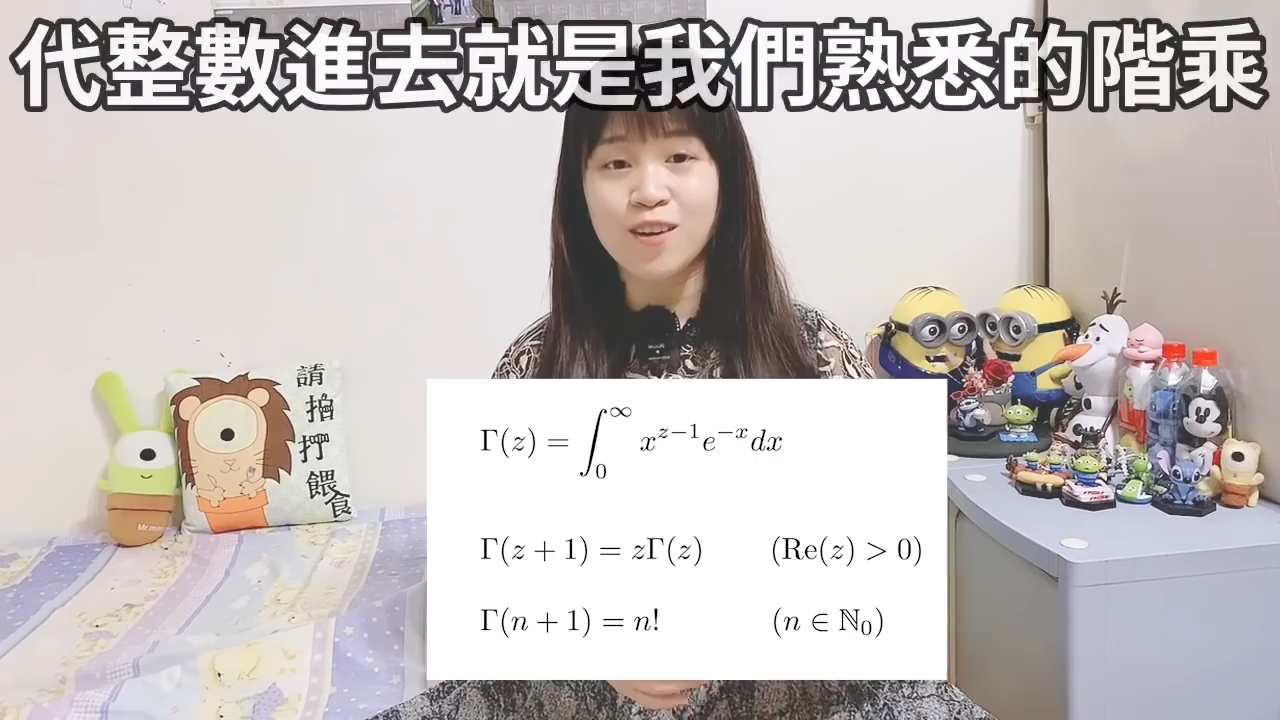 代整數進去就是我們熟悉的階乘
請拍打餵食
Γ(z) = ∫₀^∞ x^{z−1}e^{−x}dx
Γ(z + 1) = zΓ(z) (Re(z) > 0)
Γ(n + 1) = n! (n ∈ ℕ₀)